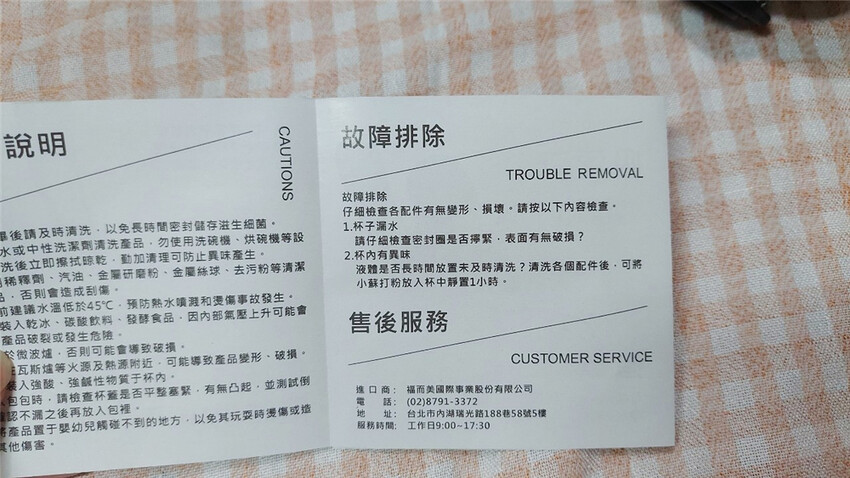 說明
CAUTIONS
畢後請及時清洗，以免長時間密封儲存滋生細菌。
水或中性洗潔劑清洗產品，勿使用洗碗機、烘碗機等設
洗後立即擦拭晾乾，勤加清理可防止異味產生。
稀釋劑、汽油、金屬研磨粉、金屬絲球、去污粉等清潔
品，否則會造成刮傷。
前建議水溫低於45℃，預防熱水噴濺和燙傷事故發生。
裝入乾冰、碳酸飲料、發酵食品，因內部氣壓上升可能會
產品破裂或發生危險。
於微波爐，否則可能會導致破損。
瓦斯爐等火源及熱源附近，可能導致產品變形、破損。
裝入強酸、強鹼性物質于杯內。
包包時，請檢查杯蓋是否平整塞緊，有無凸起，並測試倒
確認不漏之後再放入包裡。
將產品置于嬰幼兒觸碰不到的地方，以免其玩耍時燙傷或造
其他傷害。
故障排除
TROUBLE REMOVAL
故障排除
仔細檢查各配件有無變形、損壞。請按以下內容檢查。
1.杯子漏水
請仔細檢查密封圈是否擰緊，表面有無破損？
2.杯內有異味
液體是否長時間放置未及時清洗？清洗各個配件後，可將
小蘇打粉放入杯中靜置1小時。
售後服務
CUSTOMER SERVICE
進口商： 福而美國際事業股份有限公司
電 話： (02)8791-3372
地 址： 台北市內湖瑞光路188巷58號5樓
服務時間： 工作日9:00~17:30